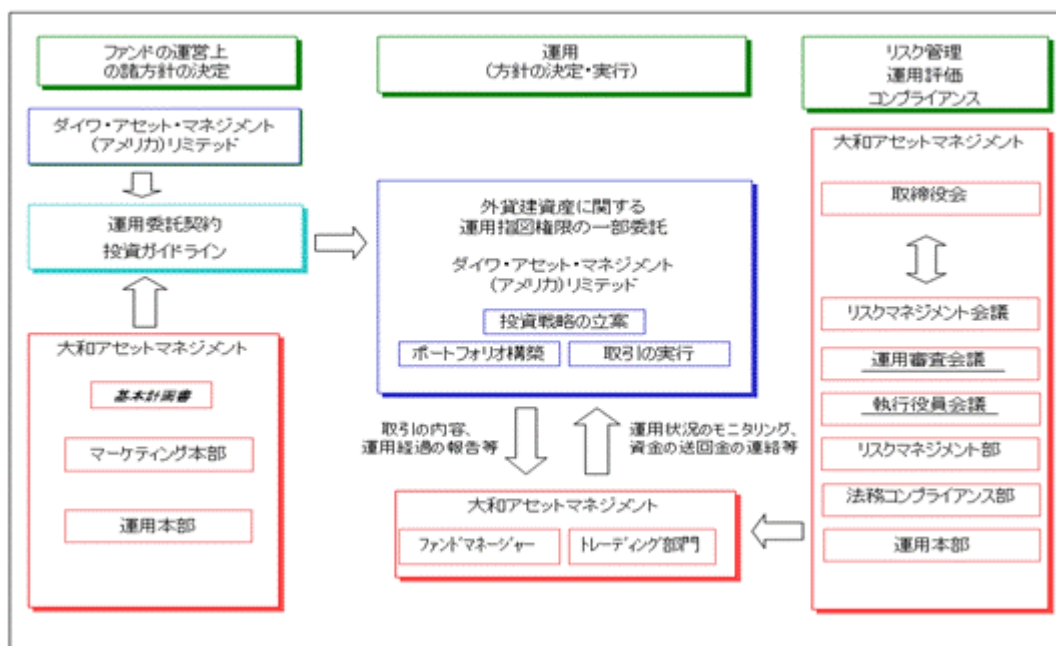 ファンドの運営上
の諸方針の決定
ダイワ・アセット・マネジメント
(アメリカ)リミテッド
運用委託契約
投資ガイドライン
大和アセットマネジメント
基本計画書
マーケティング本部
運用本部
運用
(方針の決定・実行)
外貨建資産に関する
運用指図権限の一部委託
ダイワ・アセット・マネジメント
(アメリカ)リミテッド
投資戦略の立案
ポートフォリオ構築
取引の実行
取引の内容、
運用経過の報告等
運用状況のモニタリング、
資金の送回金の連絡等
大和アセットマネジメント
ファンドマネージャー
トレーディング部門
リスク管理
運用評価
コンプライアンス
大和アセットマネジメント
取締役会
リスクマネジメント会議
運用審査会議
執行役員会議
リスクマネジメント部
法務コンプライアンス部
運用本部